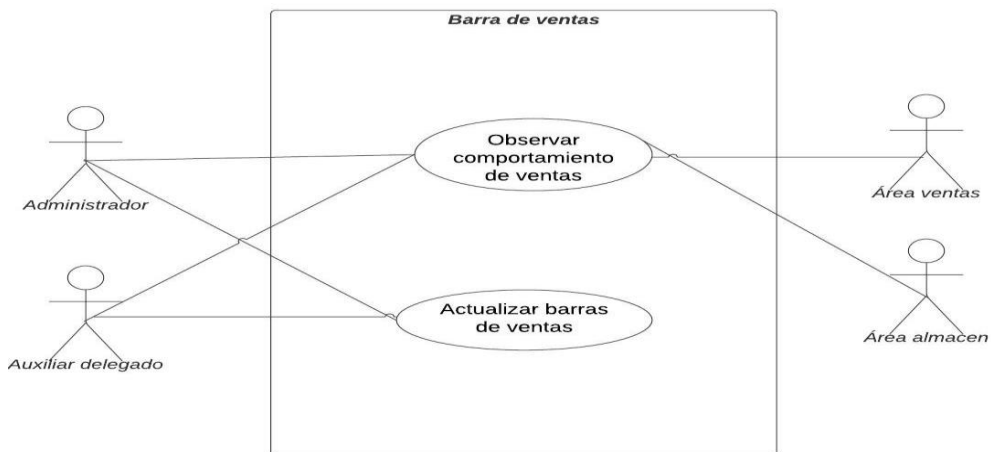 Barra de ventas
Observar
comportamiento
de ventas
Administrador
Área ventas
Actualizar barras
de ventas
Auxiliar delegado
Área almacen